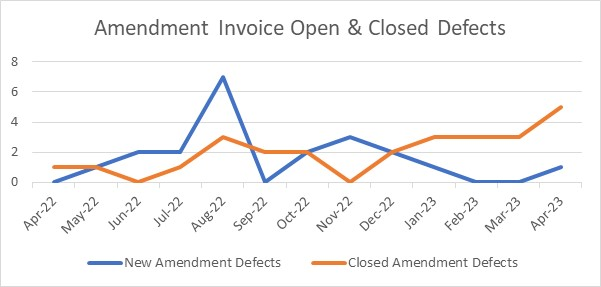 Amendment Invoice Open & Closed Defects
8
6
4
2
0
Apr-22 May-22 Jun-22 Jul-22 Aug-22 Sep-22 Oct-22 Nov-22 Dec-22 Jan-23 Feb-23 Mar-23 Apr-23
New Amendment Defects Closed Amendment Defects